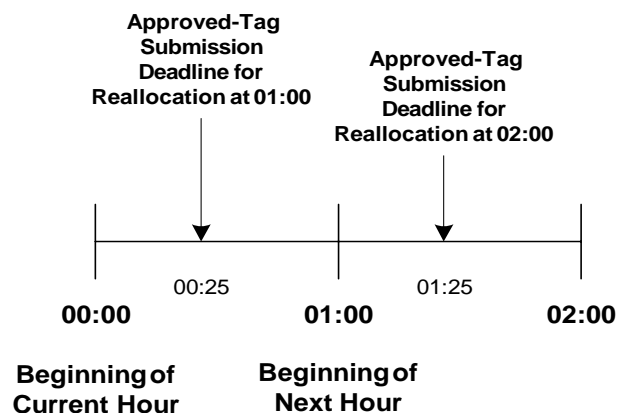 Approved-Tag
Submission
Deadline for
Reallocation at 01:00
Approved-Tag
Submission
Deadline for
Reallocation at 02:00
00:25
01:25
00:00
01:00
02:00
Beginning of
Current Hour
Beginning of
Next Hour